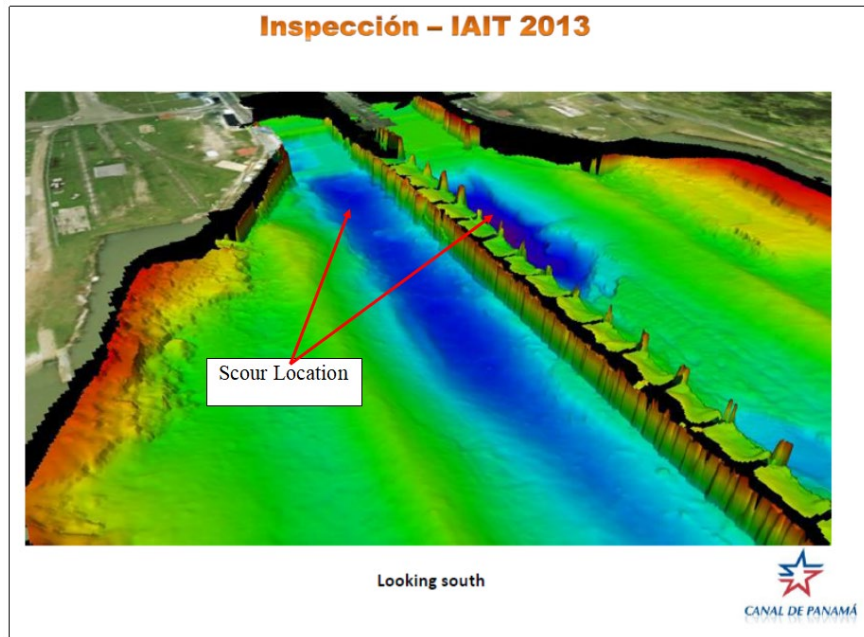 Inspección – IAIT 2013
Scour Location
Looking south
CANAL DE PANAMÁ